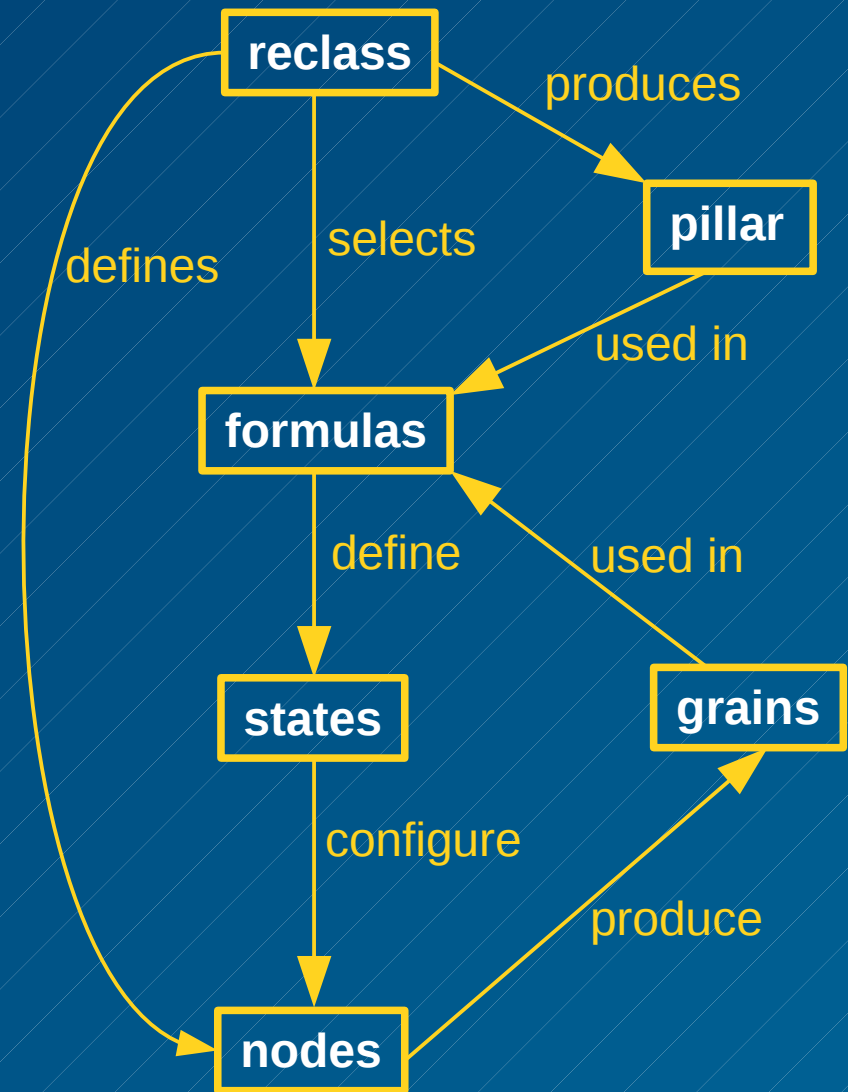 reclass
produces
pillar
selects
defines
used in
formulas
define
used in
states
grains
configure
produce
nodes